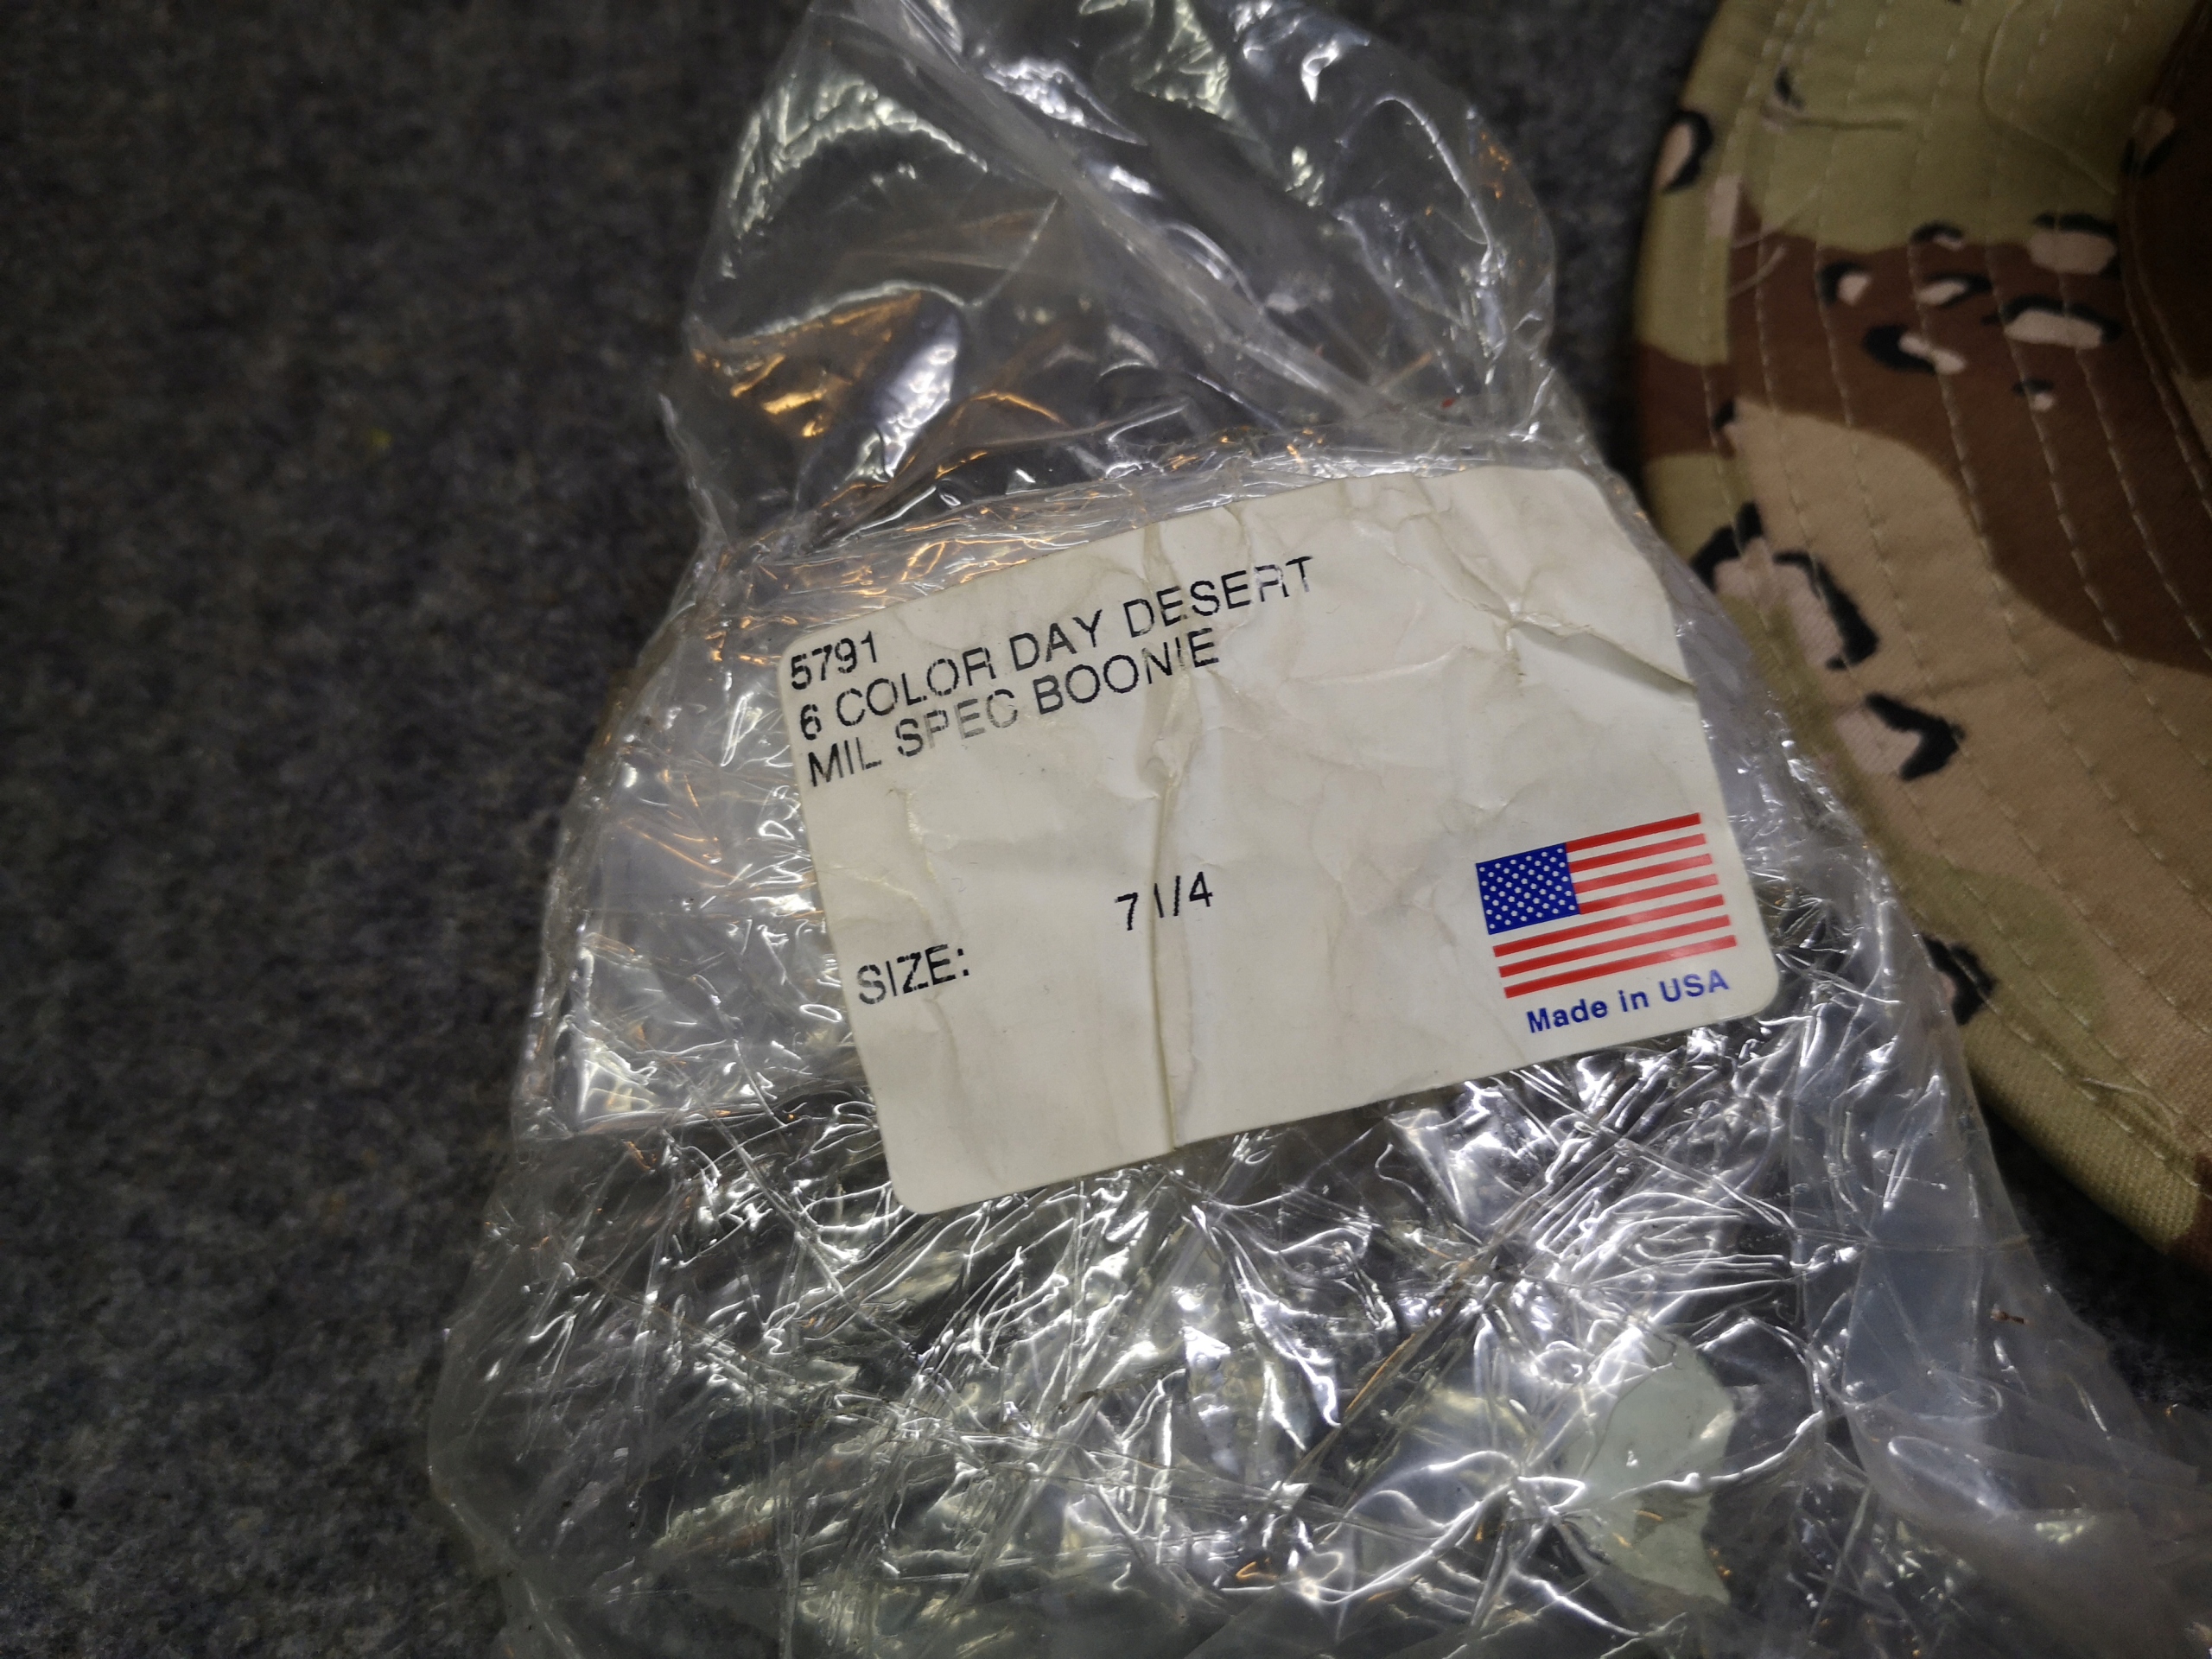 5791
6 COLOR DAY DESERT
MIL SPEC BOONIE
7 1/4
SIZE:
Made in USA